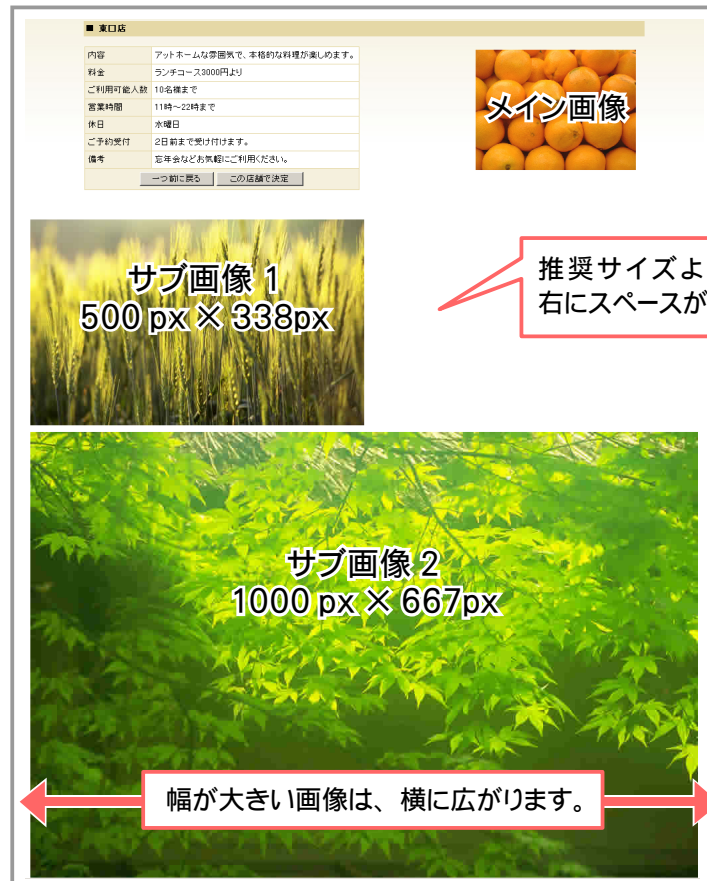 ■ 東口店
内容 アットホームな雰囲気で、本格的な料理が楽しめます。
料金 ランチコース3000円より
ご利用可能人数 10名様まで
営業時間 11時～22時まで
休日 水曜日
ご予約受付 2日前まで受け付けます。
備考 忘年会などお気軽にご利用ください。
一つ前に戻る この店舗で決定
メイン画像
サブ画像 1
500 px × 338px
推奨サイズよ
右にスペースが
サブ画像 2
1000 px × 667px
幅が大きい画像は、横に広がります。